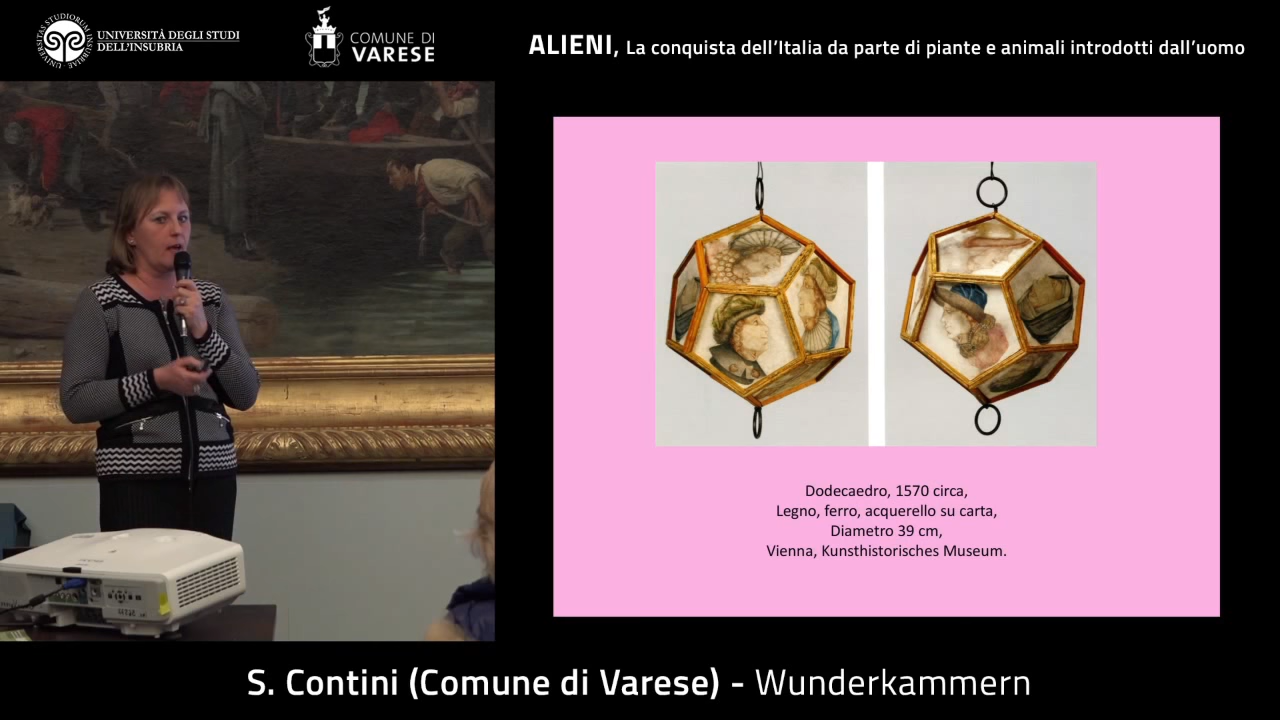 UNIVERSITÀ DEGLI STUDI
DELL'INSUBRIA
COMUNE DI
VARESE
ALIENI, La conquista dell'Italia da parte di piante e animali introdotti dall'uomo
Dodecaedro, 1570 circa,
Legno, ferro, acquerello su carta,
Diametro 39 cm,
Vienna, Kunsthistorisches Museum.
S. Contini (Comune di Varese) - Wunderkammern